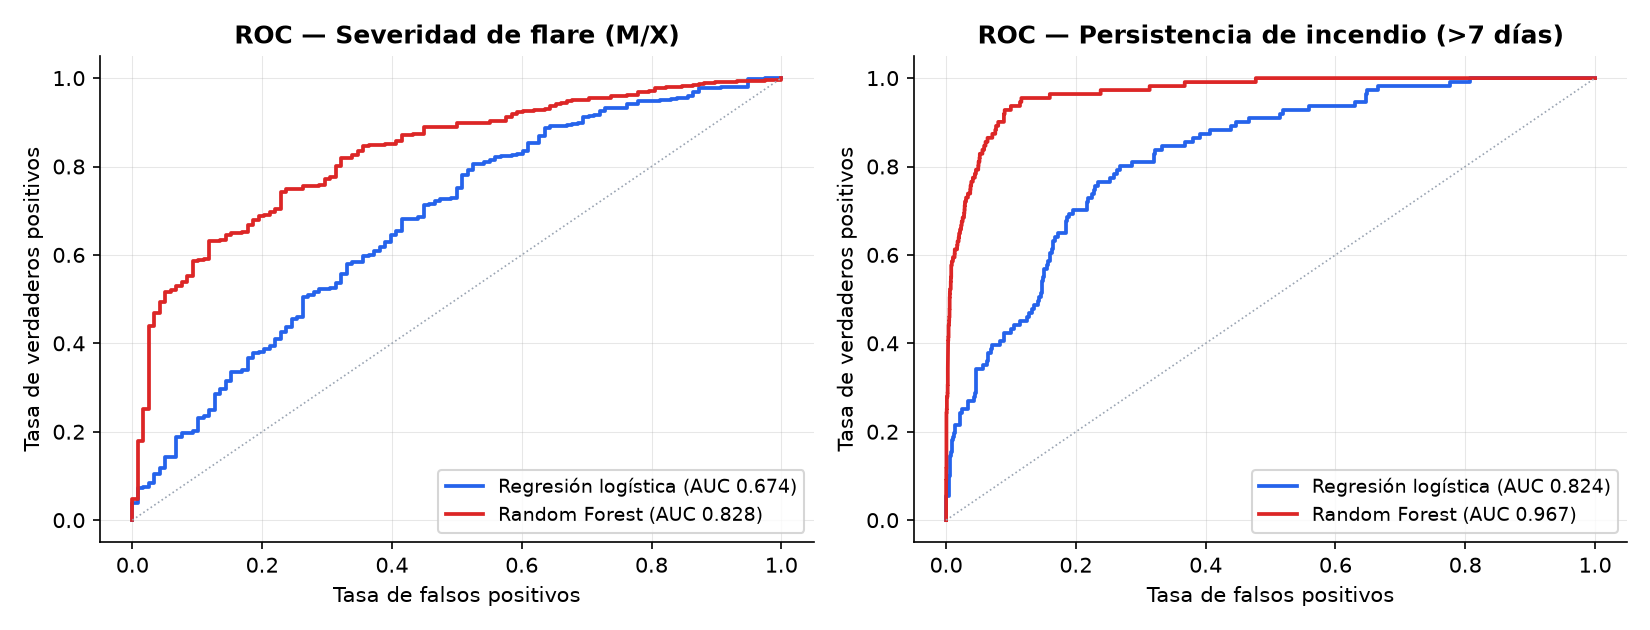 ROC — Severidad de flare (M/X)
Tasa de verdaderos positivos
1.0
0.8
0.6
0.4
0.2
0.0
Regresión logística (AUC 0.674)
Random Forest (AUC 0.828)
0.0 0.2 0.4 0.6 0.8 1.0
Tasa de falsos positivos
ROC — Persistencia de incendio (>7 días)
Tasa de verdaderos positivos
1.0
0.8
0.6
0.4
0.2
0.0
Regresión logística (AUC 0.824)
Random Forest (AUC 0.967)
0.0 0.2 0.4 0.6 0.8 1.0
Tasa de falsos positivos